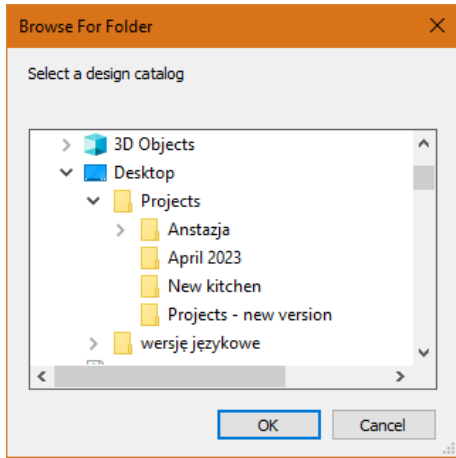 Browse For Folder
Select a design catalog
3D Objects
Desktop
Projects
Anstazja
April 2023
New kitchen
Projects - new version
wersję językowe
OK
Cancel